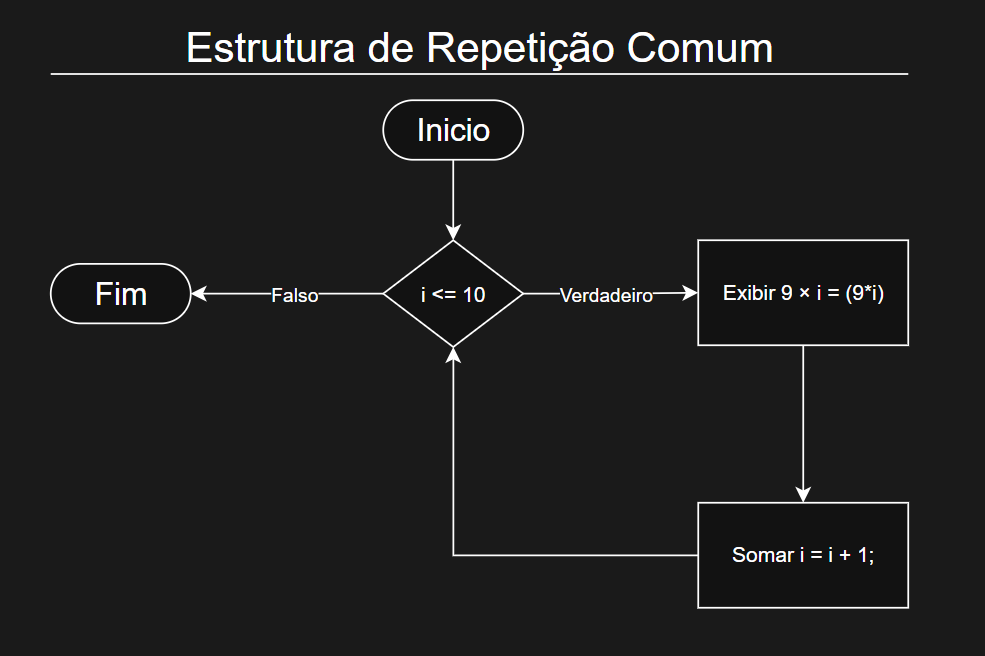 Estrutura de Repetição Comum
Inicio
Fim
Falso
i <= 10
Verdadeiro
Exibir 9 × i = (9*i)
Somar i = i + 1;